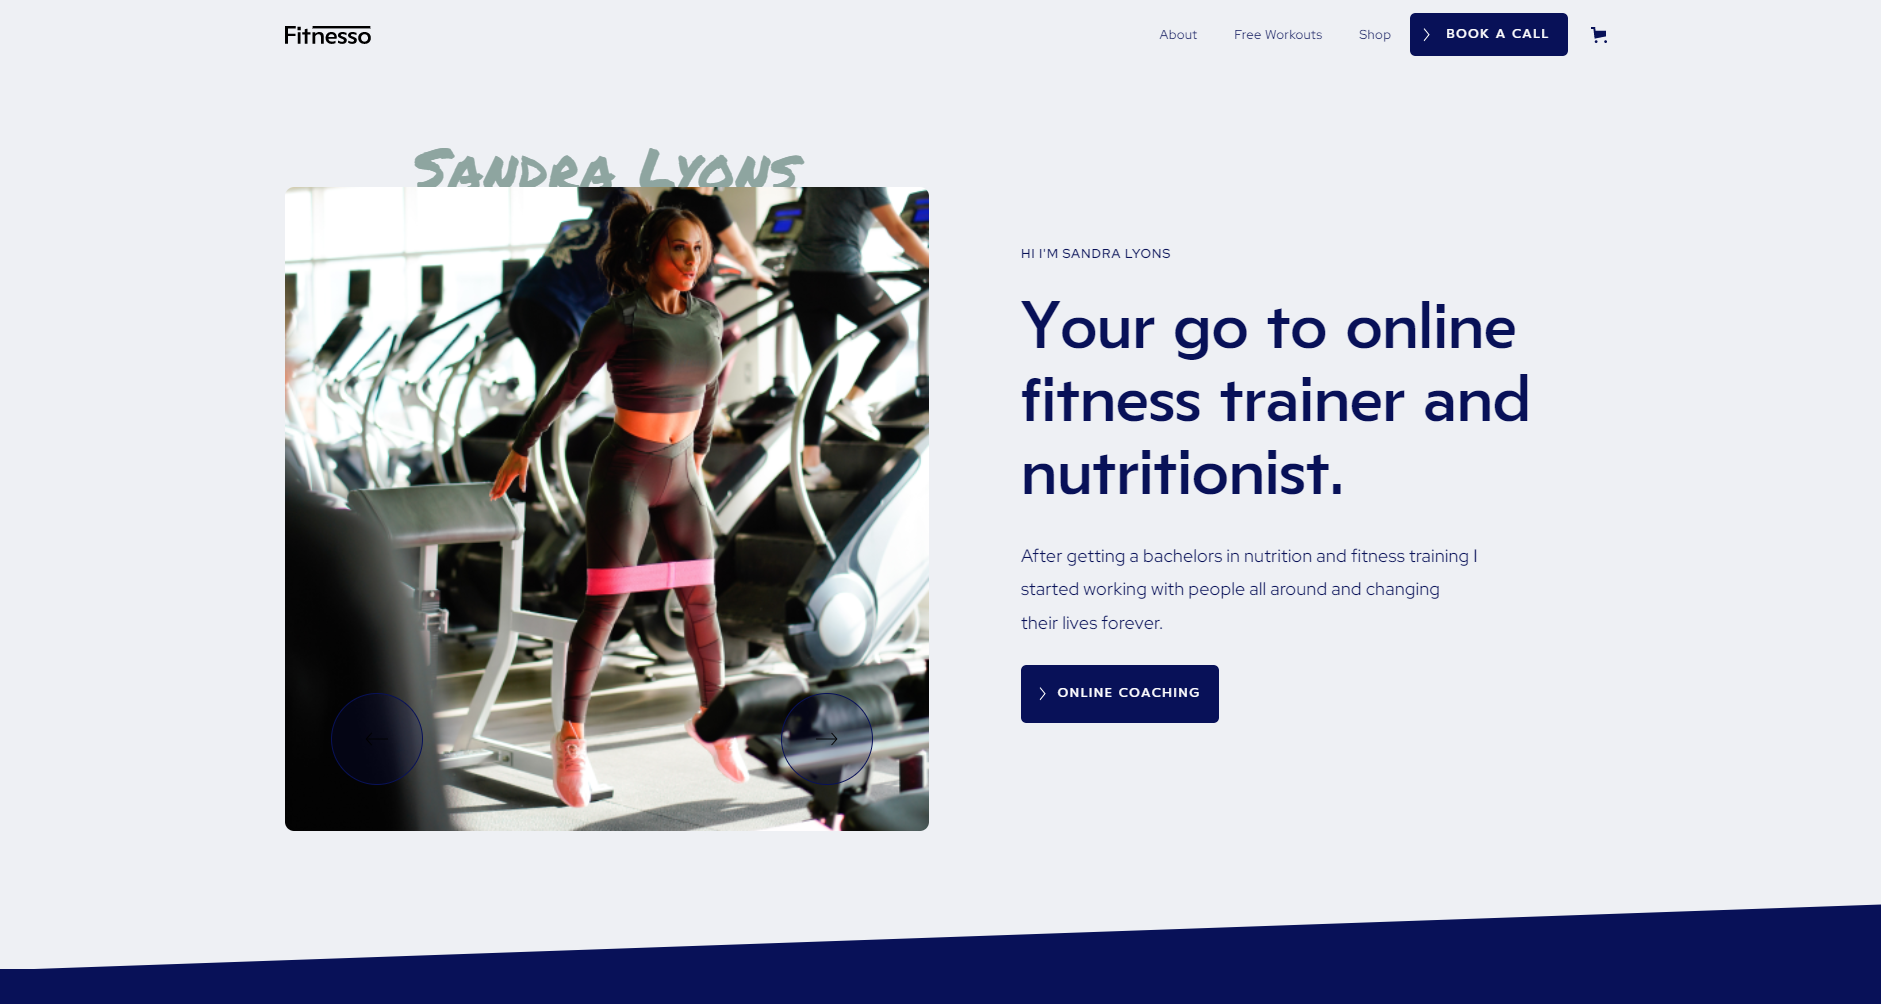 Fitnesso
About
Free Workouts
Shop
BOOK A CALL
Sandra Lyons
HI I'M SANDRA LYONS
Your go to online
fitness trainer and
nutritionist.
After getting a bachelors in nutrition and fitness training I
started working with people all around and changing
their lives forever.
ONLINE COACHING